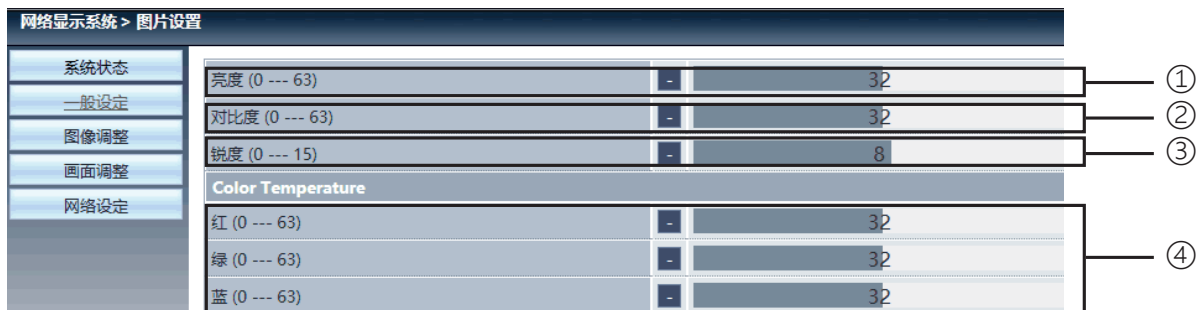 网络显示系统 > 图片设置
系统状态
一般设定
图像调整
画面调整
网络设定
亮度 (0 --- 63) - 32 ①
对比度 (0 --- 63) - 32 ②
锐度 (0 --- 15) - 8 ③
Color Temperature
红 (0 --- 63) - 32
绿 (0 --- 63) - 32 ④
蓝 (0 --- 63) - 32